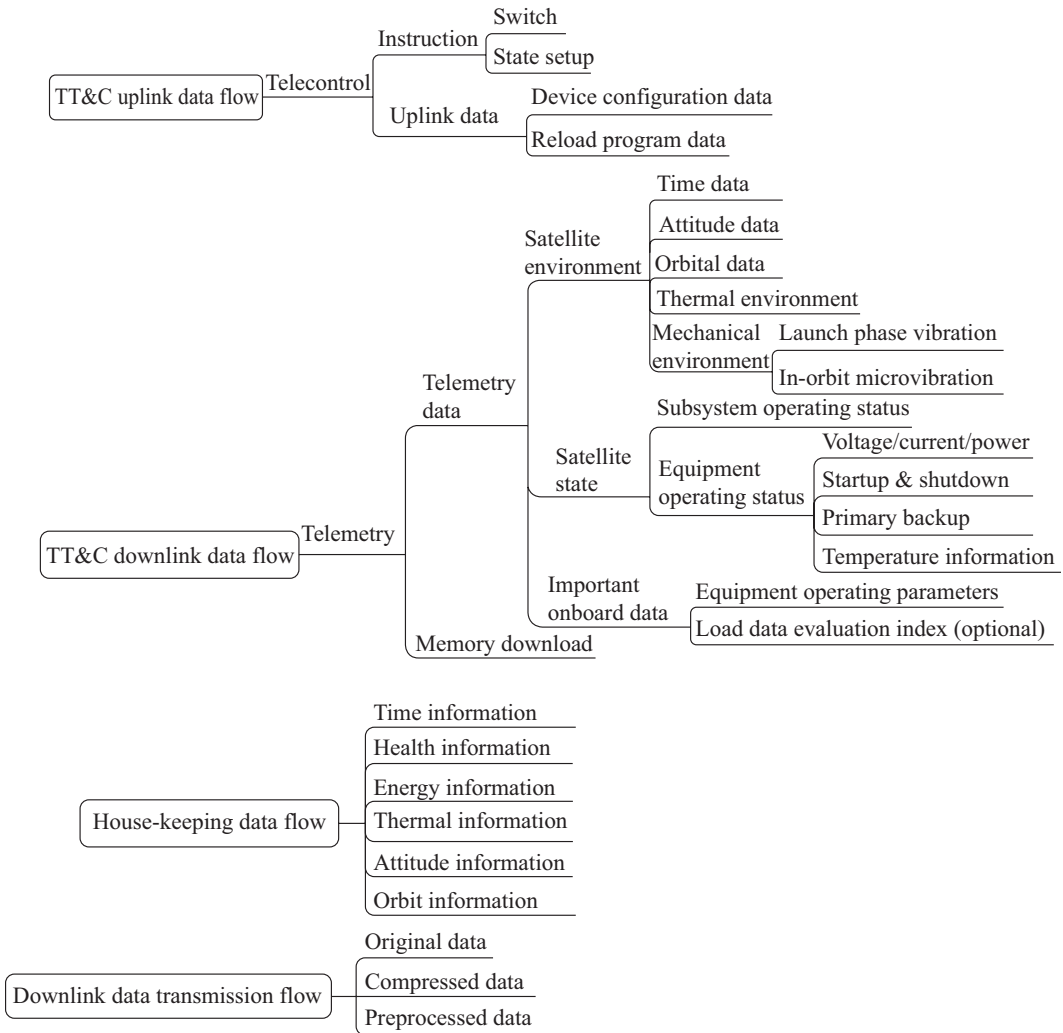 Switch
Instruction
State setup
Telecontrol
TT&C uplink data flow
Device configuration data
Uplink data
Reload program data
Time data
Attitude data
Satellite
environment
Orbital data
Thermal environment
Mechanical
environment
Launch phase vibration
In-orbit microvibration
Telemetry
data
Subsystem operating status
Satellite
state
Equipment
operating status
Voltage/current/power
Startup & shutdown
Primary backup
Temperature information
Telemetry
TT&C downlink data flow
Important
onboard data
Equipment operating parameters
Load data evaluation index (optional)
Memory download
Time information
Health information
Energy information
House-keeping data flow
Thermal information
Attitude information
Orbit information
Original data
Downlink data transmission flow
Compressed data
Preprocessed data